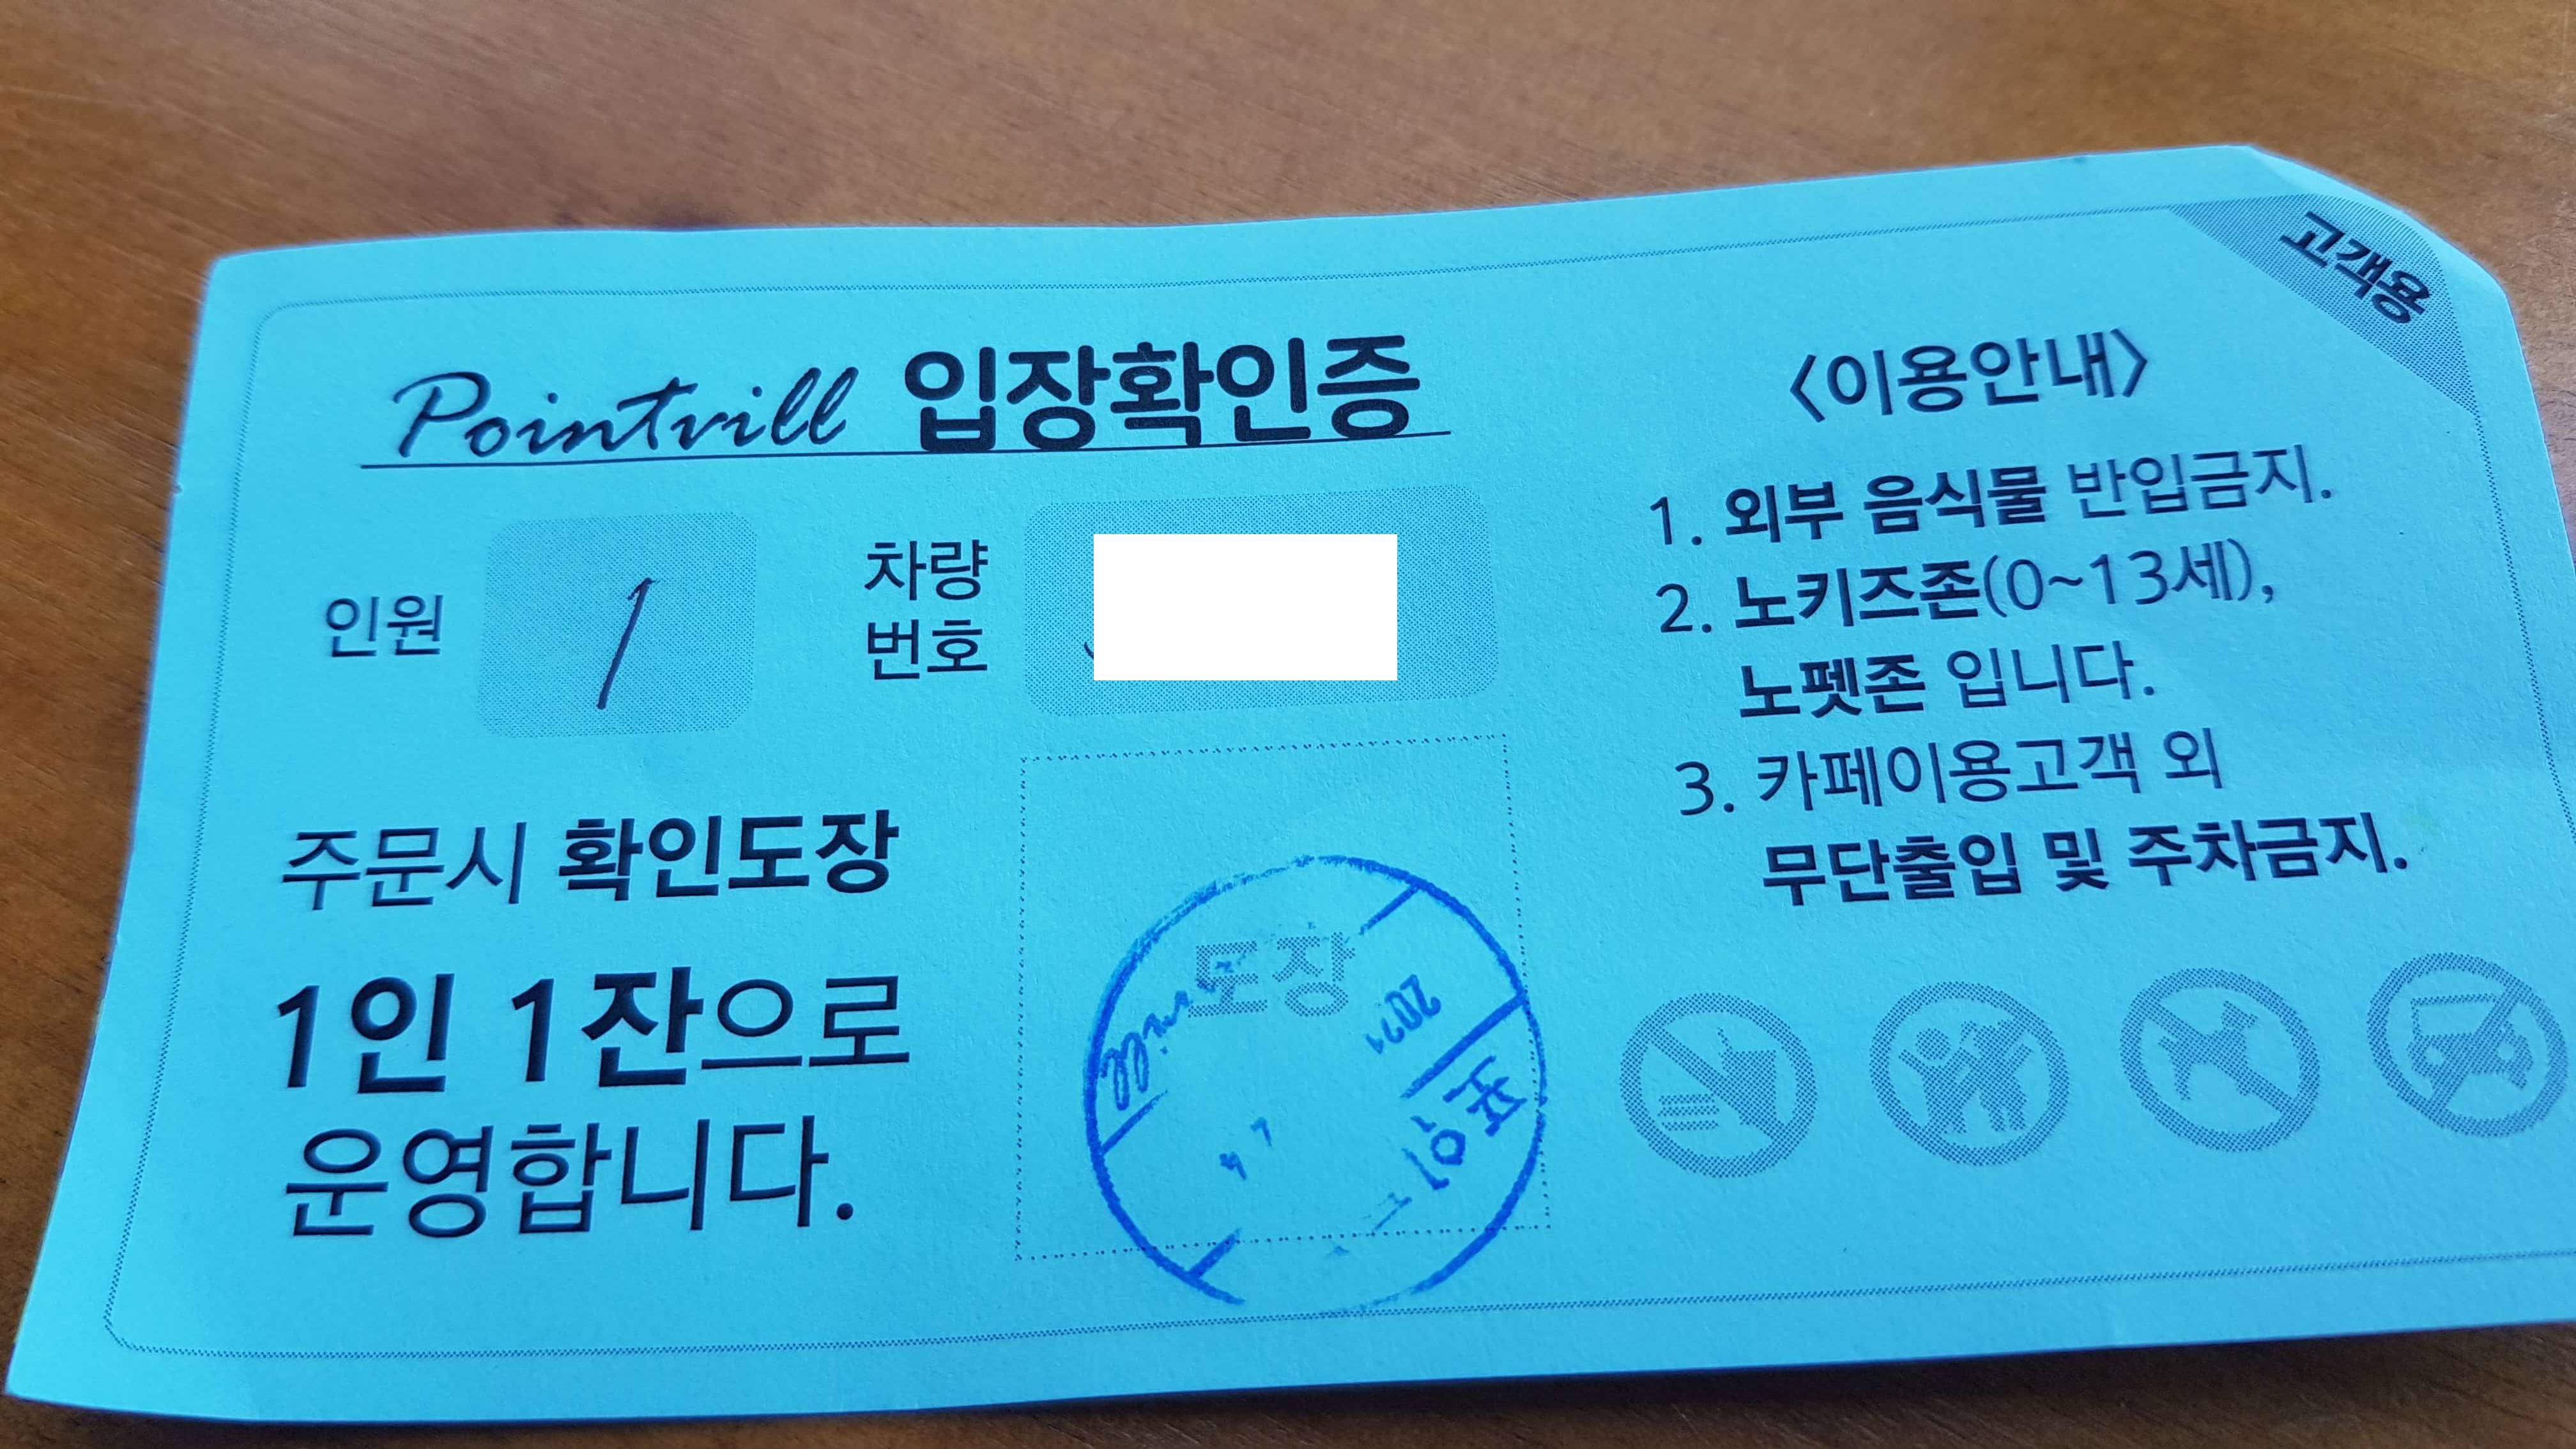 고객용
Pointvill 입장확인증
인원 1
차량
번호
주문시 확인도장
1인 1잔으로
운영합니다.
도장
vill
2021
포인
<이용안내>
1. 외부 음식물 반입금지.
2. 노키즈존(0~13세),
노펫존 입니다.
3. 카페이용고객 외
무단출입 및 주차금지.